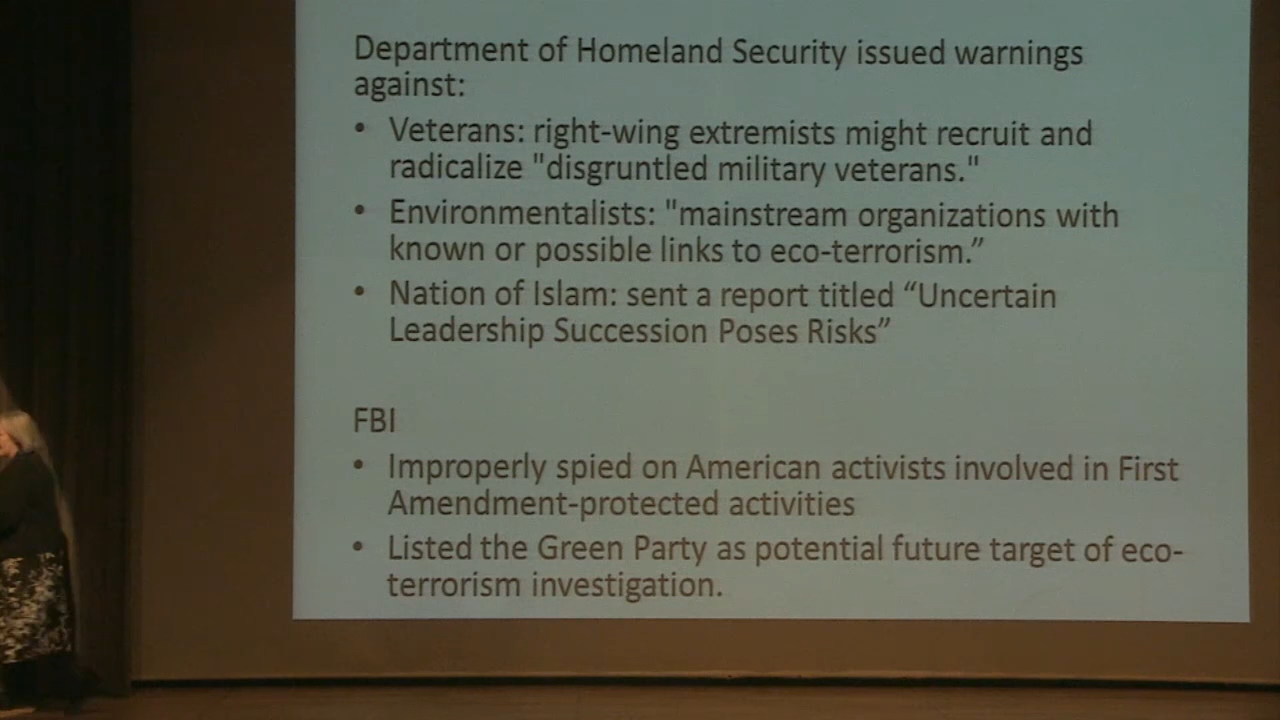 Department of Homeland Security issued warnings
against:
• Veterans: right-wing extremists might recruit and
radicalize "disgruntled military veterans."
• Environmentalists: "mainstream organizations with
known or possible links to eco-terrorism.”
• Nation of Islam: sent a report titled “Uncertain
Leadership Succession Poses Risks”
FBI
• Improperly spied on American activists involved in First
Amendment-protected activities
• Listed the Green Party as potential future target of eco-
terrorism investigation.